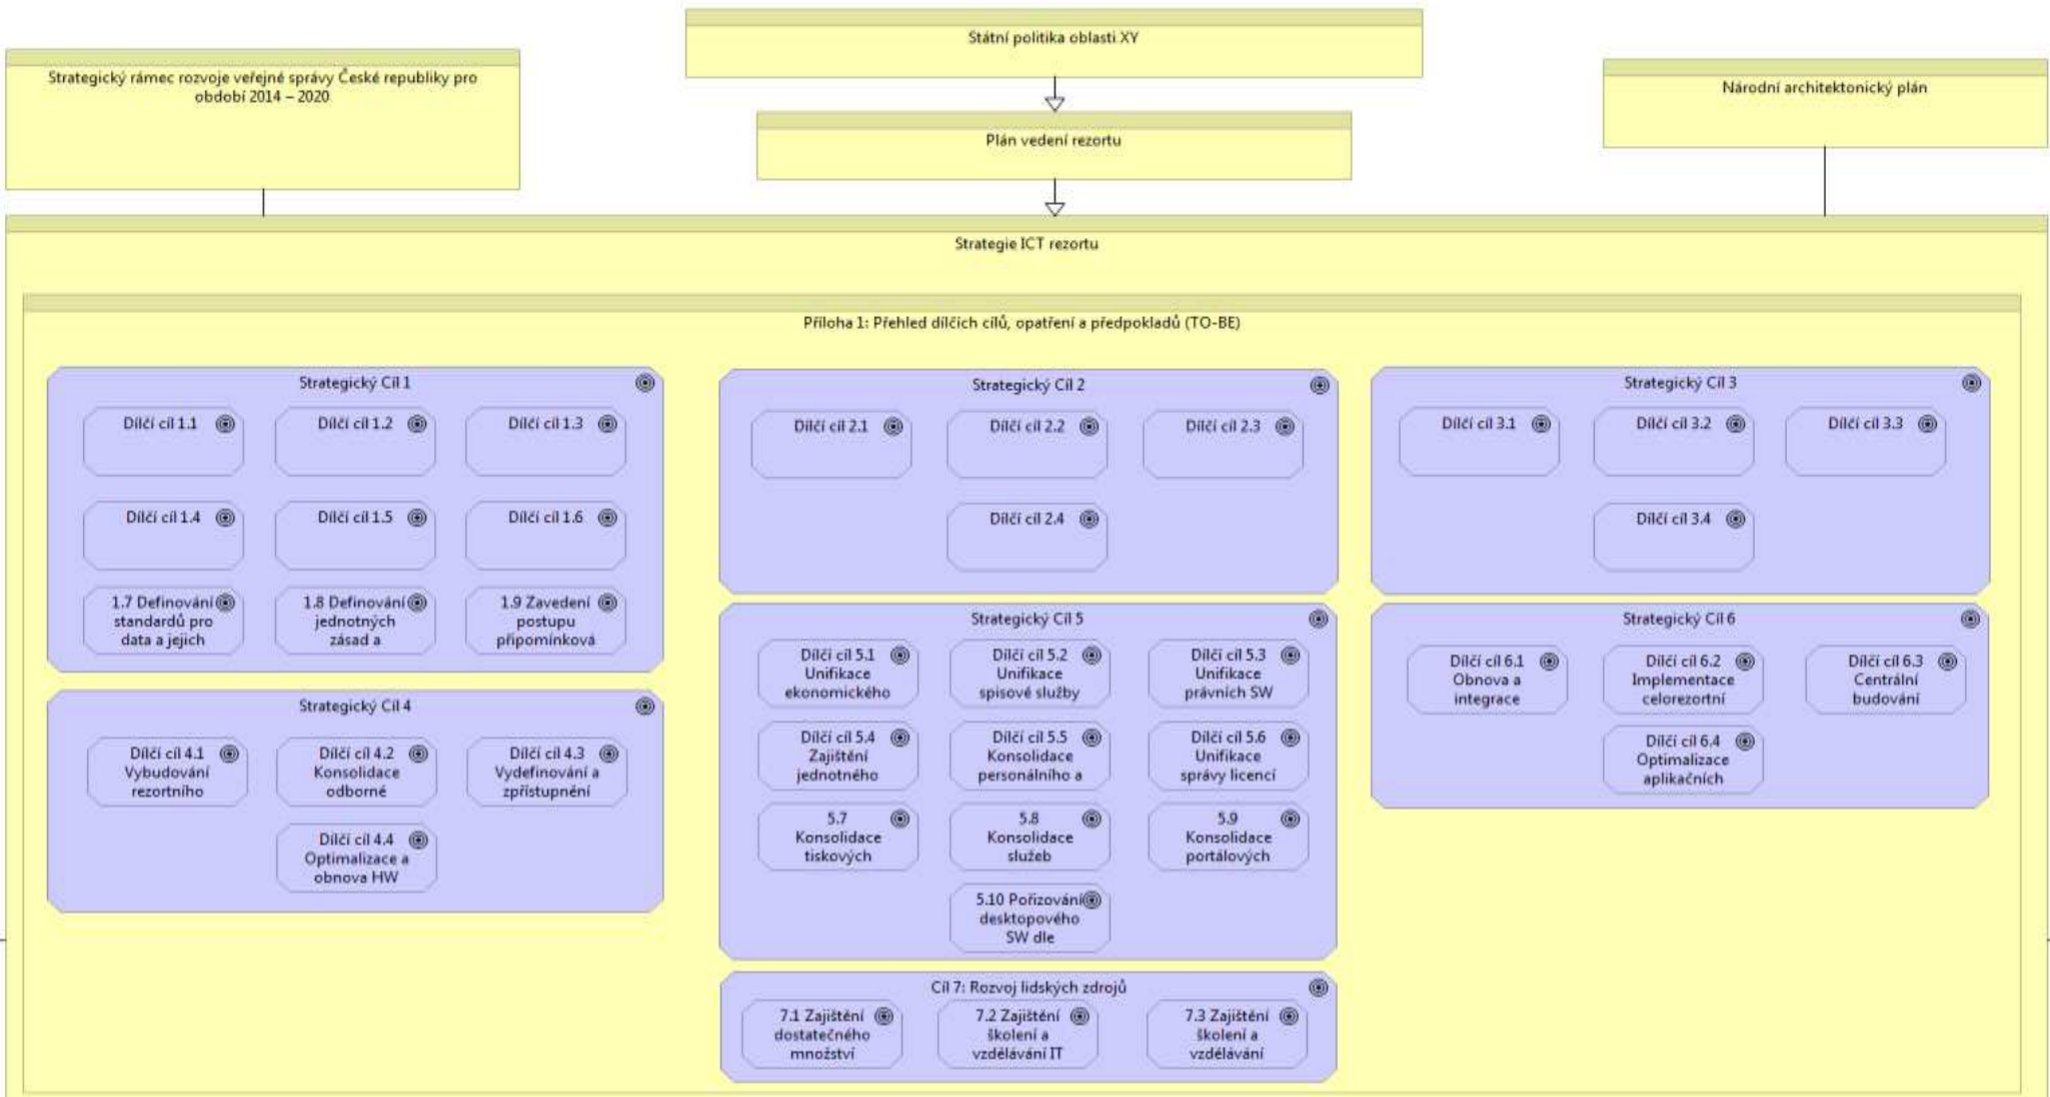 Státní politika oblasti XY
Strategický rámec rozvoje veřejné správy České republiky pro
období 2014 – 2020
Národní architektonický plán
Plán vedení rezortu
Strategie ICT rezortu
Příloha 1: Přehled dílčích cílů, opatření a předpokladů (TO-BE)
Strategický Cíl 1
Dílčí cíl 1.1
Dílčí cíl 1.2
Dílčí cíl 1.3
Dílčí cíl 1.4
Dílčí cíl 1.5
Dílčí cíl 1.6
1.7 Definování
standardů pro
data a jejich
1.8 Definování
jednotných
zásad a
1.9 Zavedení
postupu
připomínková
Strategický Cíl 2
Dílčí cíl 2.1
Dílčí cíl 2.2
Dílčí cíl 2.3
Dílčí cíl 2.4
Strategický Cíl 3
Dílčí cíl 3.1
Dílčí cíl 3.2
Dílčí cíl 3.3
Dílčí cíl 3.4
Strategický Cíl 4
Dílčí cíl 4.1
Vybudování
rezortního
Dílčí cíl 4.2
Konsolidace
odborné
Dílčí cíl 4.3
Vydefinování a
zpřístupnění
Dílčí cíl 4.4
Optimalizace a
obnova HW
Strategický Cíl 5
Dílčí cíl 5.1
Unifikace
ekonomického
Dílčí cíl 5.2
Unifikace
spisové služby
Dílčí cíl 5.3
Unifikace
právních SW
Dílčí cíl 5.4
Zajištění
jednotného
Dílčí cíl 5.5
Konsolidace
personálního a
Dílčí cíl 5.6
Unifikace
správy licencí
5.7
Konsolidace
tiskových
5.8
Konsolidace
služeb
5.9
Konsolidace
portálových
5.10 Pořizování
desktopového
SW dle
Strategický Cíl 6
Dílčí cíl 6.1
Obnova a
integrace
Dílčí cíl 6.2
Implementace
celorezortní
Dílčí cíl 6.3
Centrální
budování
Dílčí cíl 6.4
Optimalizace
aplikačních
Cíl 7: Rozvoj lidských zdrojů
7.1 Zajištění
dostatečného
množství
7.2 Zajištění
školení a
vzdělávání IT
7.3 Zajištění
školení a
vzdělávání